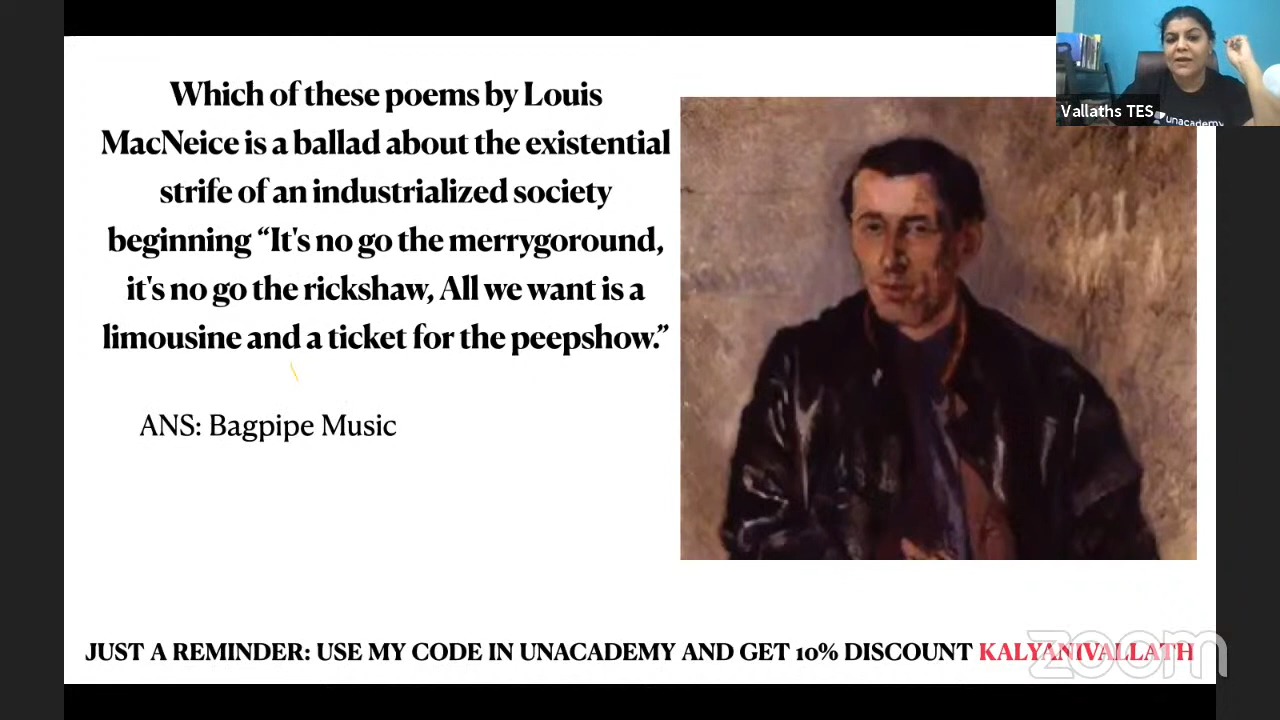 Which of these poems by Louis
MacNeice is a ballad about the existential
strife of an industrialized society
beginning “It's no go the merrygoround,
it's no go the rickshaw, All we want is a
limousine and a ticket for the peepshow.”
ANS: Bagpipe Music
JUST A REMINDER: USE MY CODE IN UNACADEMY AND GET 10% DISCOUNT KALYANIVALLATH
zoom
Vallaths TES
unacademy